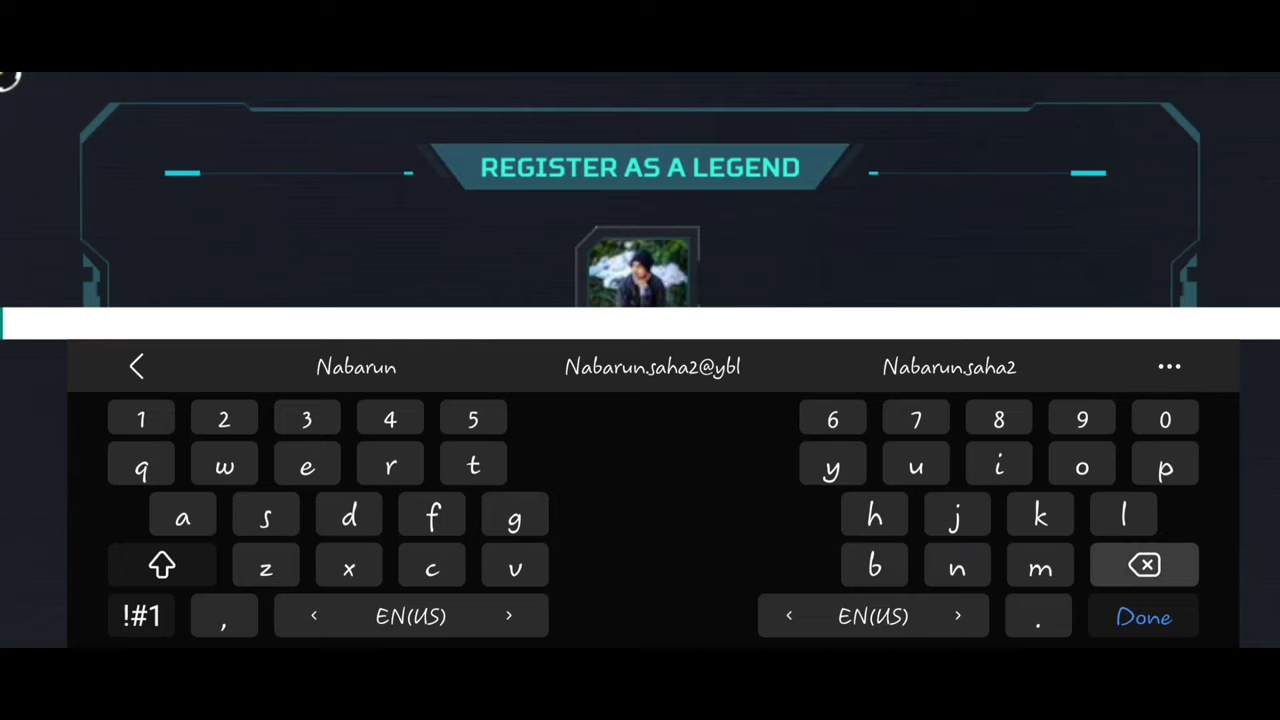 REGISTER AS A LEGEND
Nabarun Nabarun.saha2@ybl Nabarun.saha2 •••
1 2 3 4 5 6 7 8 9 0
q w e r t y u i o p
a s d f g h j k l
z x c v b n m
!#1 , < EN(US) > < EN(US) > . Done